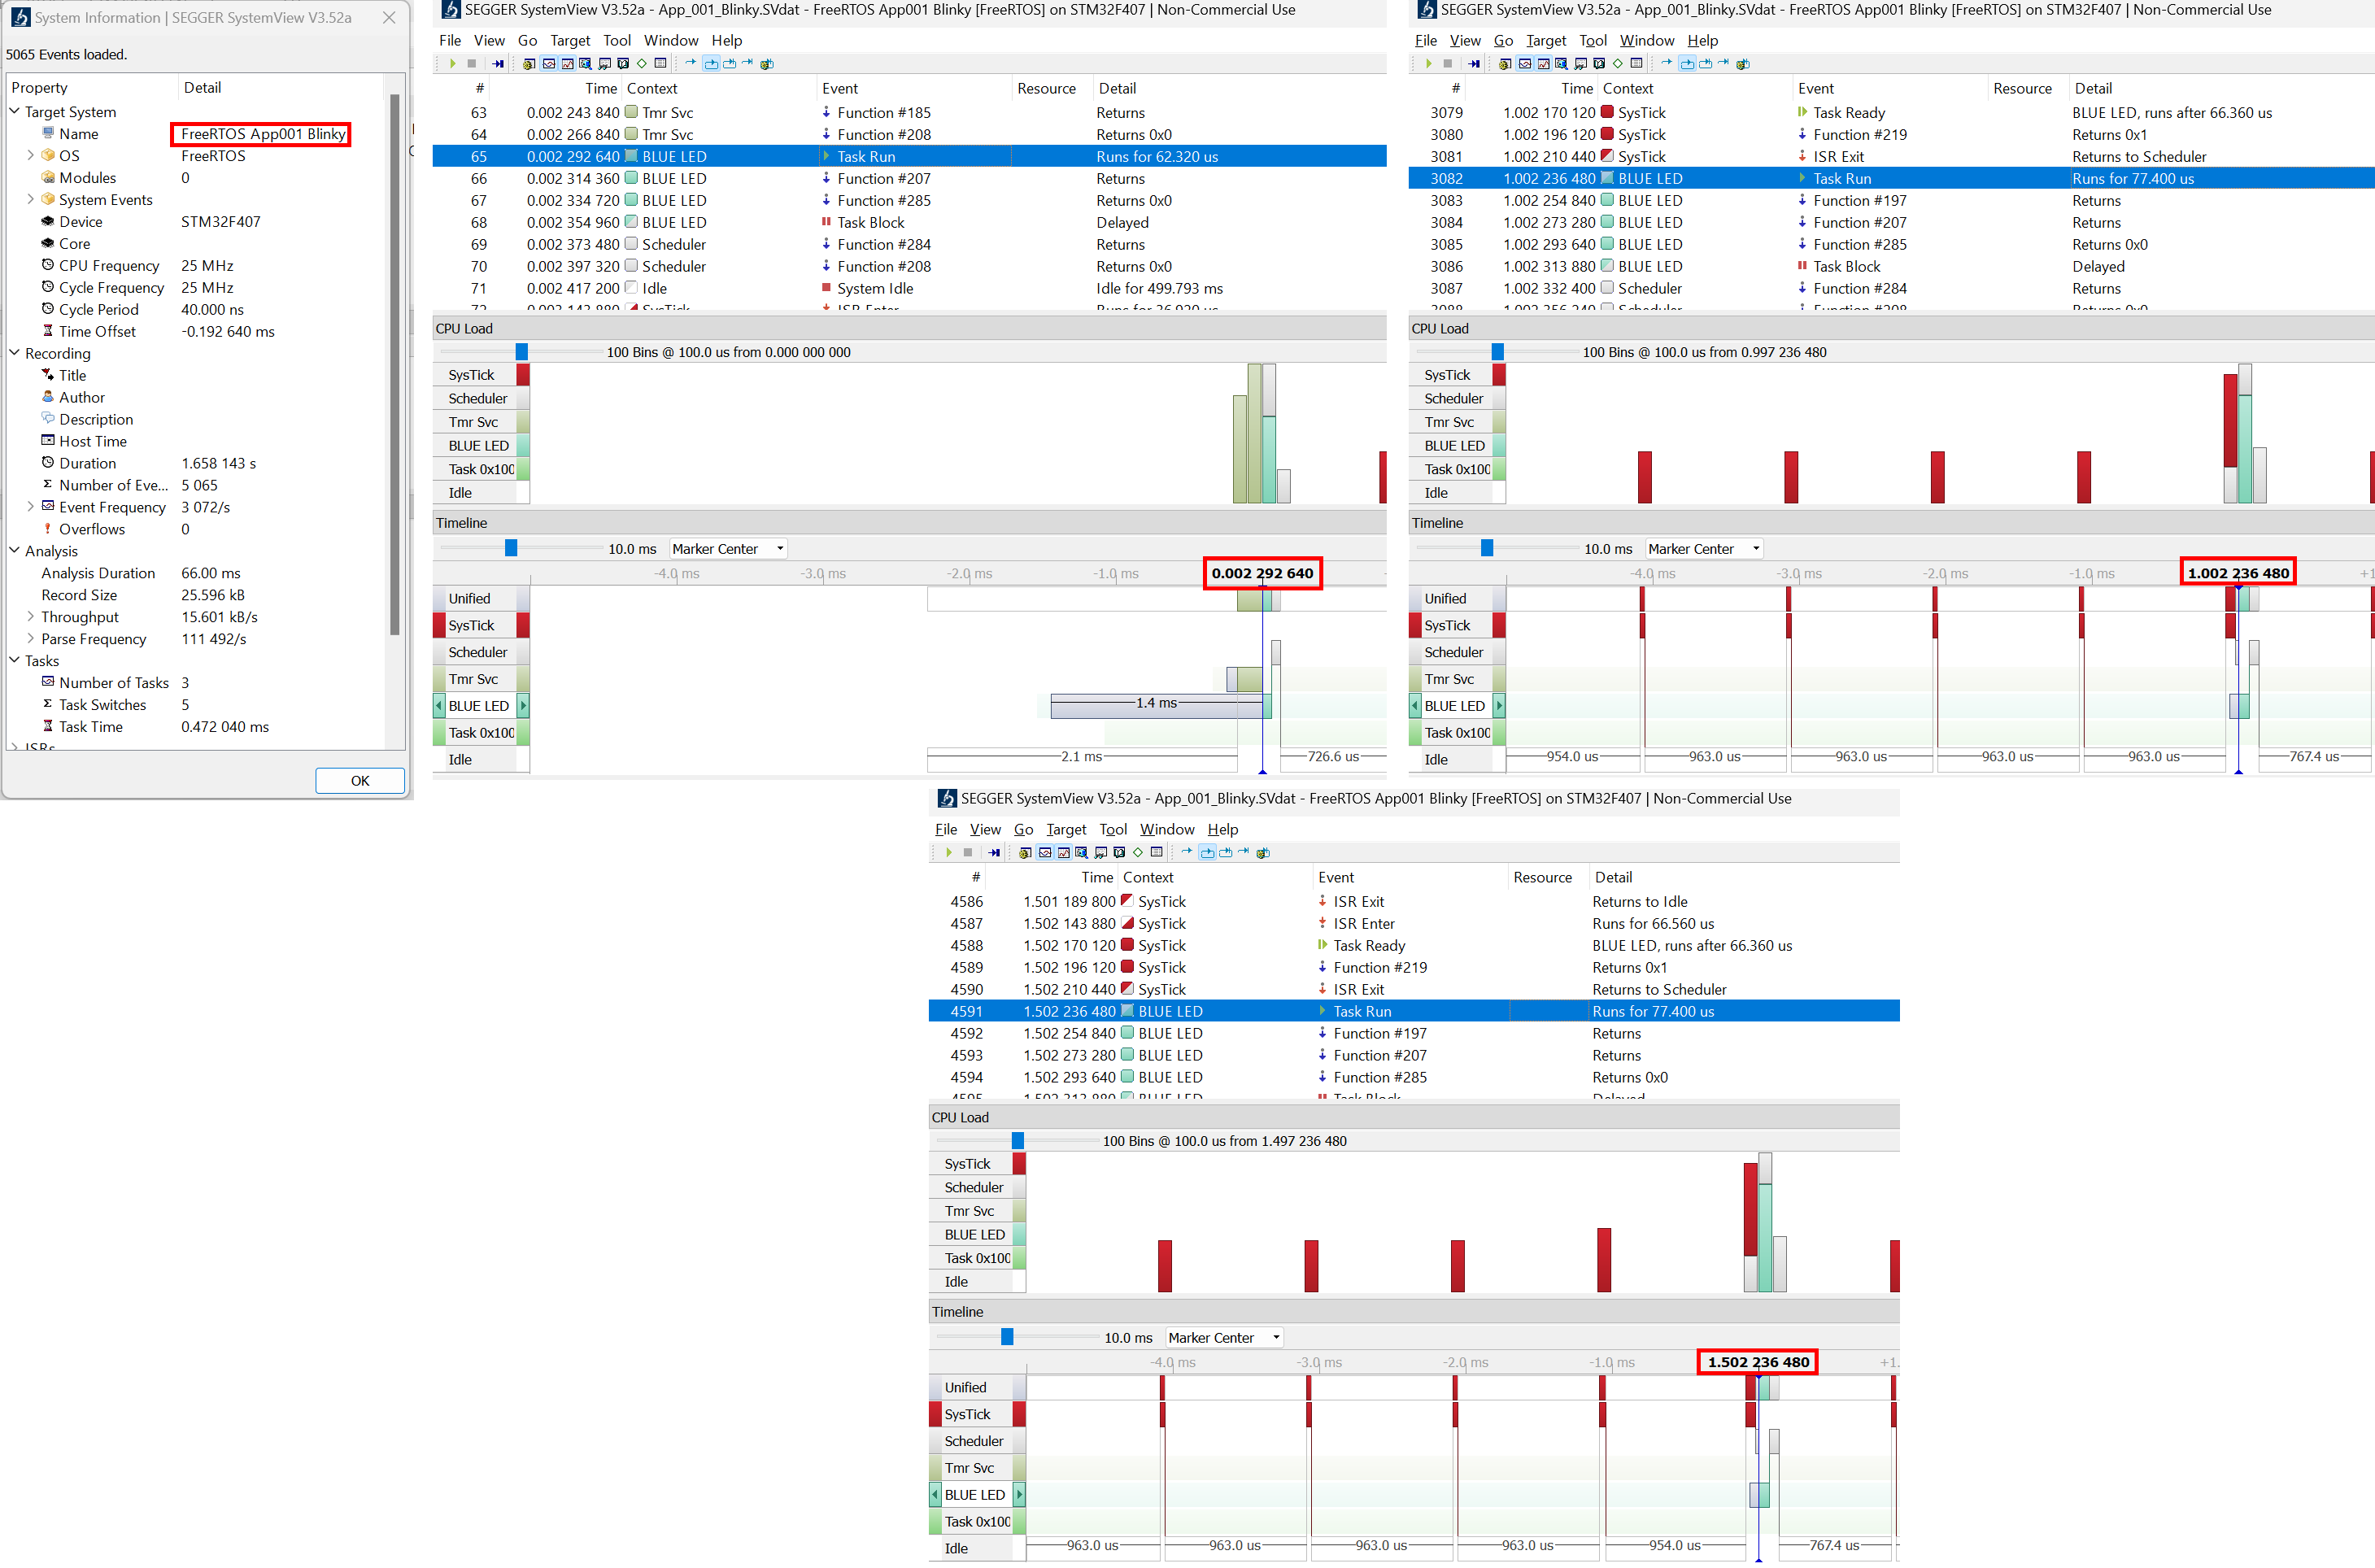 System Information | SEGGER SystemView V3.52a
5065 Events loaded.
Property Detail
Target System
Name FreeRTOS App001 Blinky
OS FreeRTOS
Modules 0
System Events
Device STM32F407
Core
CPU Frequency 25 MHz
Cycle Frequency 25 MHz
Cycle Period 40.000 ns
Time Offset -0.192 640 ms
Recording
Title
Author
Description
Host Time
Duration 1.658 143 s
Number of Eve... 5 065
Event Frequency 3 072/s
Overflows 0
Analysis
Analysis Duration 66.00 ms
Record Size 25.596 kB
Throughput 15.601 kB/s
Parse Frequency 111 492/s
Tasks
Number of Tasks 3
Task Switches 5
Task Time 0.472 040 ms
ISRs
OK
SEGGER SystemView V3.52a - App_001_Blinky.SVdat - FreeRTOS App001 Blinky [FreeRTOS] on STM32F407 | Non-Commercial Use
File View Go Target Tool Window Help
# Time Context Event Resource Detail
63 0.002 243 840 Tmr Svc Function #185 Returns
64 0.002 266 840 Tmr Svc Function #208 Returns 0x0
65 0.002 292 640 BLUE LED Task Run Runs for 62.320 us
66 0.002 314 360 BLUE LED Function #207 Returns
67 0.002 334 720 BLUE LED Function #285 Returns 0x0
68 0.002 354 960 BLUE LED Task Block Delayed
69 0.002 373 480 Scheduler Function #284 Returns
70 0.002 397 320 Scheduler Function #208 Returns 0x0
71 0.002 417 200 Idle System Idle Idle for 499.793 ms
72 0.003 143 880 SysTick ISR Enter Runs for 36.920 us
CPU Load
100 Bins @ 100.0 us from 0.000 000 000
SysTick
Scheduler
Tmr Svc
BLUE LED
Task 0x100
Idle
Timeline
10.0 ms Marker Center
-4.0 ms -3.0 ms -2.0 ms -1.0 ms 0.002 292 640
Unified
SysTick
Scheduler
Tmr Svc
BLUE LED 1.4 ms
Task 0x100
Idle 2.1 ms 726.6 us
SEGGER SystemView V3.52a - App_001_Blinky.SVdat - FreeRTOS App001 Blinky [FreeRTOS] on STM32F407 | Non-Commercial Use
File View Go Target Tool Window Help
# Time Context Event Resource Detail
3079 1.002 170 120 SysTick Task Ready BLUE LED, runs after 66.360 us
3080 1.002 196 120 SysTick Function #219 Returns 0x1
3081 1.002 210 440 SysTick ISR Exit Returns to Scheduler
3082 1.002 236 480 BLUE LED Task Run Runs for 77.400 us
3083 1.002 254 840 BLUE LED Function #197 Returns
3084 1.002 273 280 BLUE LED Function #207 Returns
3085 1.002 293 640 BLUE LED Function #285 Returns 0x0
3086 1.002 313 880 BLUE LED Task Block Delayed
3087 1.002 332 400 Scheduler Function #284 Returns
3088 1.002 356 240 Scheduler Function #208 Returns 0x0
CPU Load
100 Bins @ 100.0 us from 0.997 236 480
SysTick
Scheduler
Tmr Svc
BLUE LED
Task 0x100
Idle
Timeline
10.0 ms Marker Center
-4.0 ms -3.0 ms -2.0 ms -1.0 ms 1.002 236 480 +1
Unified
SysTick
Scheduler
Tmr Svc
BLUE LED
Task 0x100
Idle 954.0 us 963.0 us 963.0 us 963.0 us 963.0 us 767.4 us
SEGGER SystemView V3.52a - App_001_Blinky.SVdat - FreeRTOS App001 Blinky [FreeRTOS] on STM32F407 | Non-Commercial Use
File View Go Target Tool Window Help
# Time Context Event Resource Detail
4586 1.501 189 800 SysTick ISR Exit Returns to Idle
4587 1.502 143 880 SysTick ISR Enter Runs for 66.560 us
4588 1.502 170 120 SysTick Task Ready BLUE LED, runs after 66.360 us
4589 1.502 196 120 SysTick Function #219 Returns 0x1
4590 1.502 210 440 SysTick ISR Exit Returns to Scheduler
4591 1.502 236 480 BLUE LED Task Run Runs for 77.400 us
4592 1.502 254 840 BLUE LED Function #197 Returns
4593 1.502 273 280 BLUE LED Function #207 Returns
4594 1.502 293 640 BLUE LED Function #285 Returns 0x0
4595 1.502 313 880 BLUE LED Task Block Delayed
CPU Load
100 Bins @ 100.0 us from 1.497 236 480
SysTick
Scheduler
Tmr Svc
BLUE LED
Task 0x100
Idle
Timeline
10.0 ms Marker Center
-4.0 ms -3.0 ms -2.0 ms -1.0 ms 1.502 236 480 +1.
Unified
SysTick
Scheduler
Tmr Svc
BLUE LED
Task 0x100
Idle 963.0 us 963.0 us 963.0 us 963.0 us 954.0 us 767.4 us